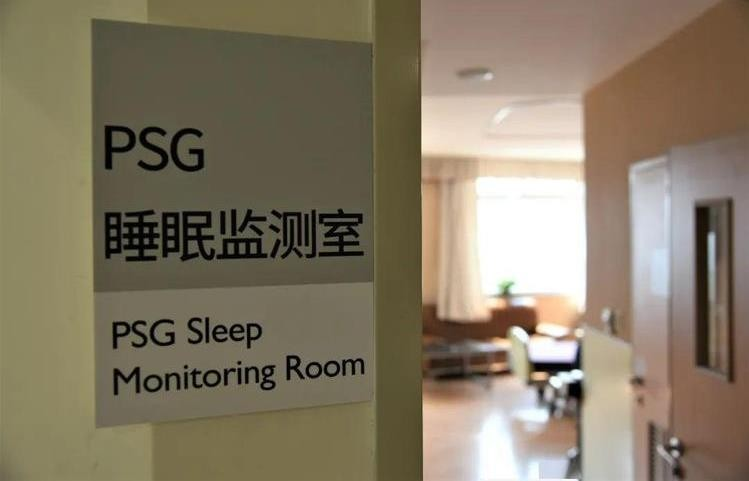 PSG
睡眠监测室
PSG Sleep
Monitoring Room